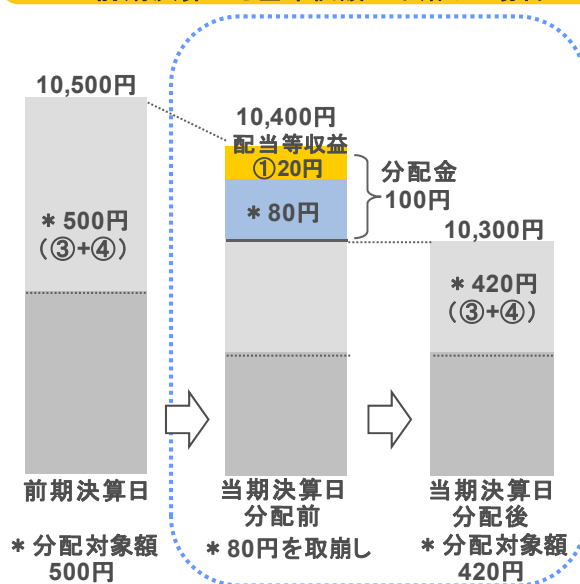 10,500円
10,400円
配当等収益
①20円
分配金
100円
＊500円
（③+④）
＊80円
10,300円
＊420円
（③+④）
前期決算日
当期決算日
分配前
当期決算日
分配後
＊分配対象額
500円
＊80円を取崩し
＊分配対象額
420円